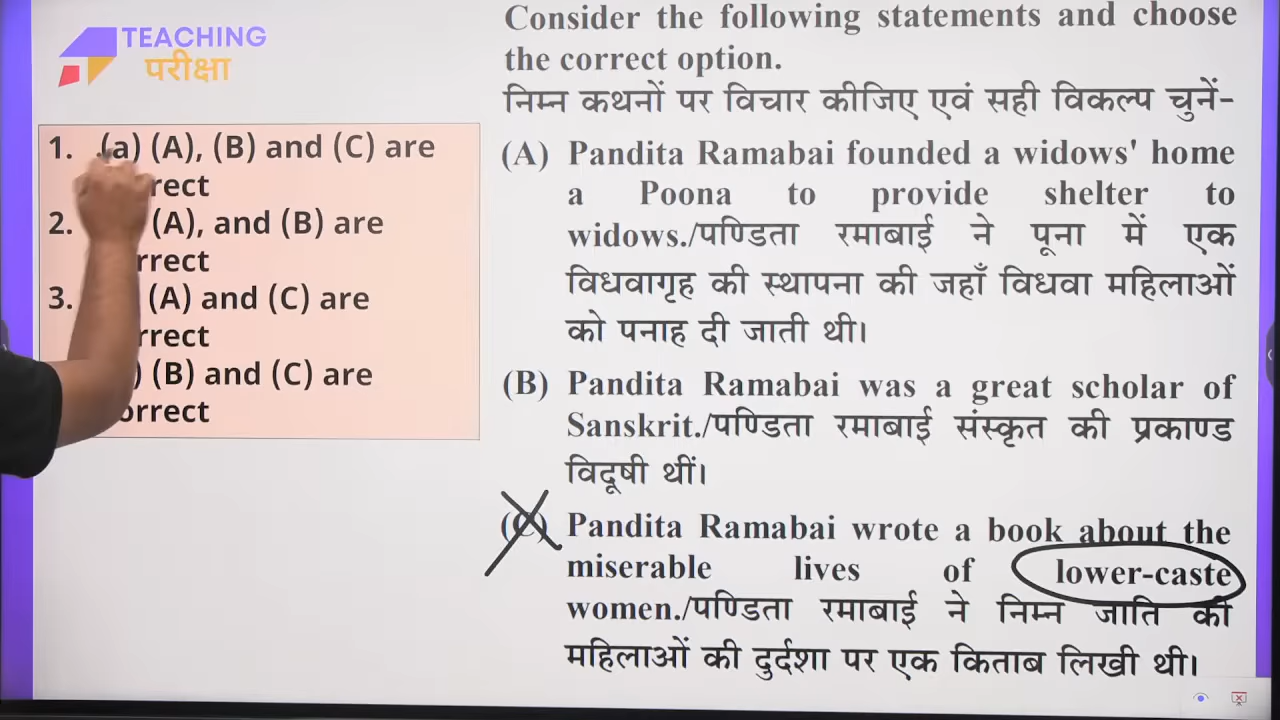 TEACHING
परीक्षा
1. (a) (A), (B) and (C) are
rrect
2. (A), and (B) are
rrect
3. (A) and (C) are
rrect
) (B) and (C) are
orrect
Consider the following statements and choose
the correct option.
निम्न कथनों पर विचार कीजिए एवं सही विकल्प चुनें-
(A) Pandita Ramabai founded a widows' home
a Poona to provide shelter to
widows./पण्डिता रमाबाई ने पूना में एक
विधवागृह की स्थापना की जहाँ विधवा महिलाओं
को पनाह दी जाती थी।
(B) Pandita Ramabai was a great scholar of
Sanskrit./पण्डिता रमाबाई संस्कृत की प्रकाण्ड
विदूषी थीं।
(C) Pandita Ramabai wrote a book about the
miserable lives of lower-caste
women./पण्डिता रमाबाई ने निम्न जाति की
महिलाओं की दुर्दशा पर एक किताब लिखी थी।